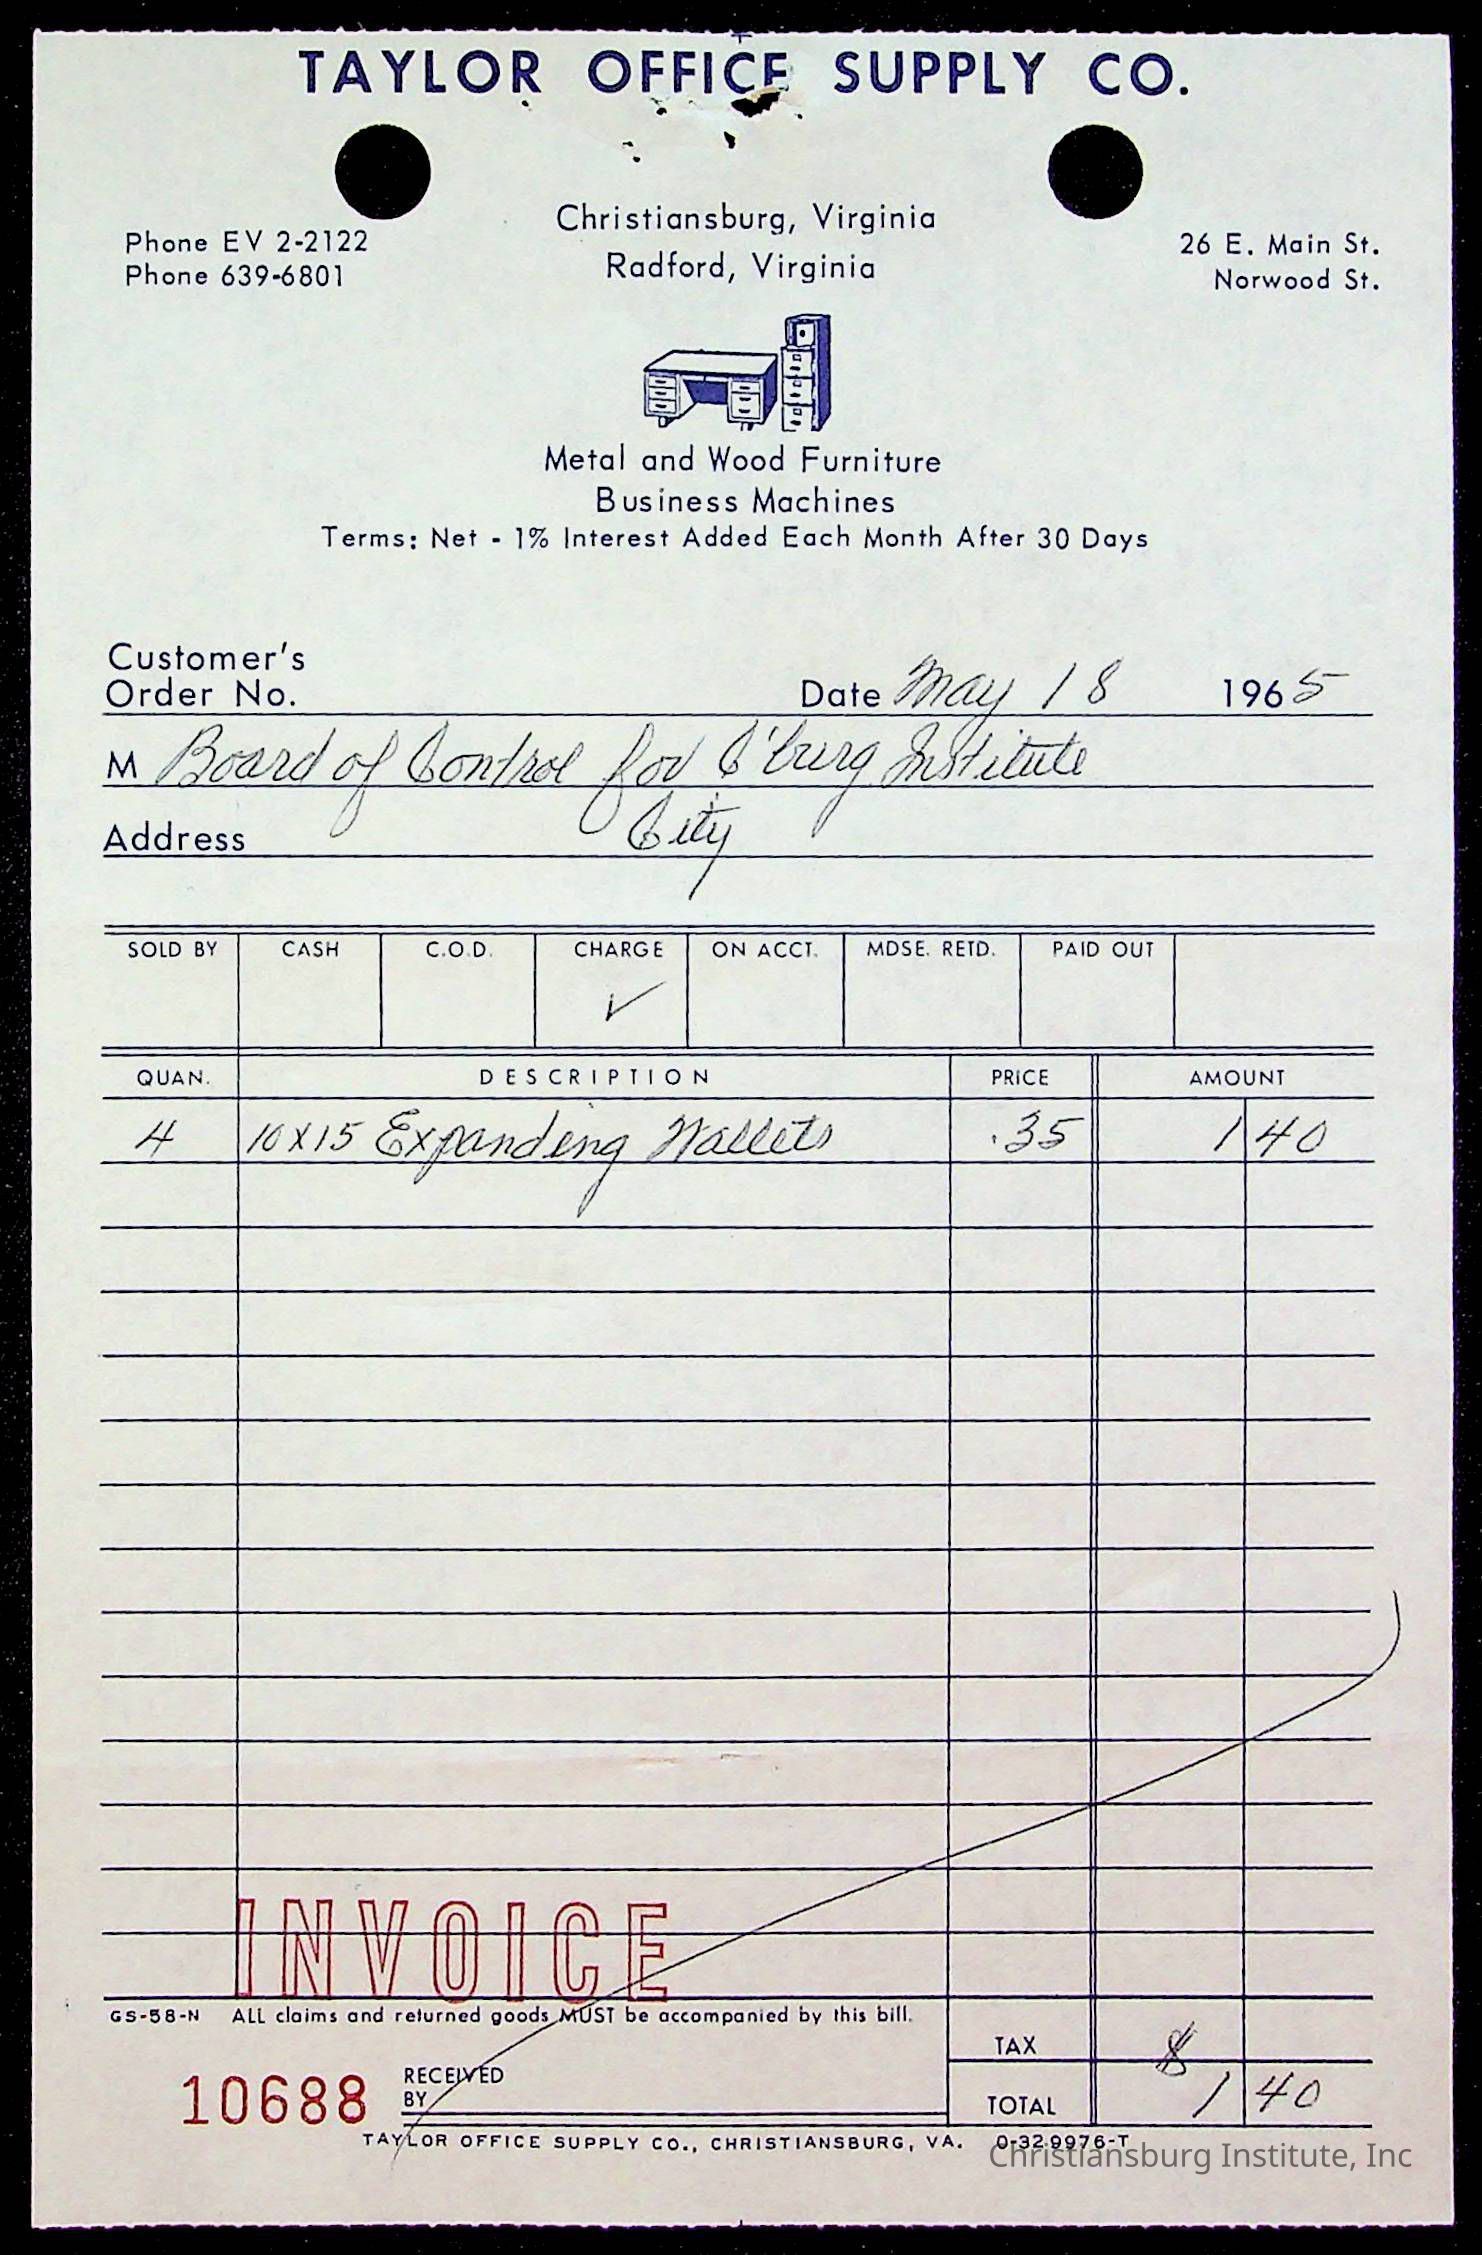 TAYLOR OFFICE SUPPLY CO.
Christiansburg, Virginia
Radford, Virginia
Phone EV 2-2122
Phone 639-6801
26 E. Main St.
Norwood St.
Metal and Wood Furniture
Business Machines
Terms: Net - 1% Interest Added Each Month After 30 Days
Customer's
Order No.
Date May 18 1965
M Board of Control for C'burg Institute
Address City
SOLD BY CASH C.O.D. CHARGE ON ACCT. MDSE. RETD. PAID OUT
✓
QUAN. DESCRIPTION PRICE AMOUNT
4 10x15 Expanding Wallets .35 1 40
INVOICE
GS-58-N ALL claims and returned goods MUST be accompanied by this bill.
TAX
10688 RECEIVED
BY
TOTAL $ 1 40
TAYLOR OFFICE SUPPLY CO., CHRISTIANSBURG, VA. O-329976-T
Christiansburg Institute, Inc